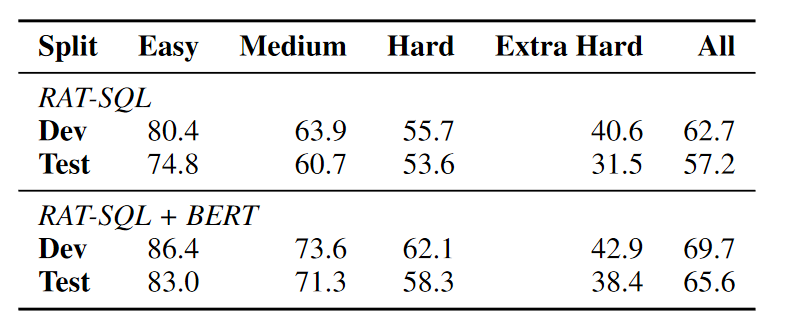 Split Easy Medium Hard Extra Hard All
RAT-SQL
Dev 80.4 63.9 55.7 40.6 62.7
Test 74.8 60.7 53.6 31.5 57.2
RAT-SQL + BERT
Dev 86.4 73.6 62.1 42.9 69.7
Test 83.0 71.3 58.3 38.4 65.6